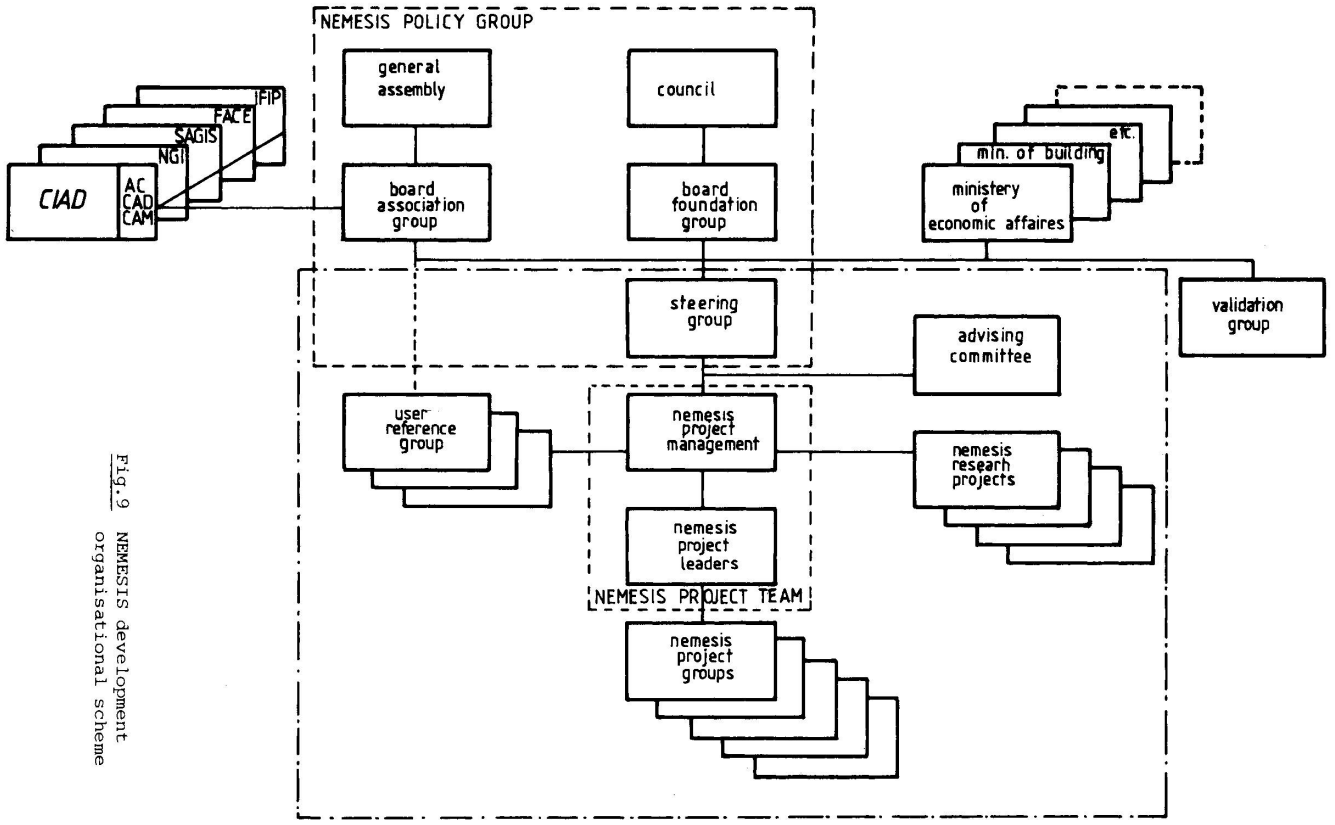 NEMESIS POLICY GROUP
general
assembly
council
IFIP
FACE
SAGIS
NGI
CIAD
AC
CAD
CAM
board
association
group
board
foundation
group
etc.
min. of building
ministery
of
economic affaires
steering
group
validation
group
advising
committee
user
reference
group
nemesis
project
management
nemesis
researh
projects
nemesis
project
leaders
NEMESIS PROJECT TEAM
nemesis
project
groups
Fig.9 NEMESIS development
organisational scheme